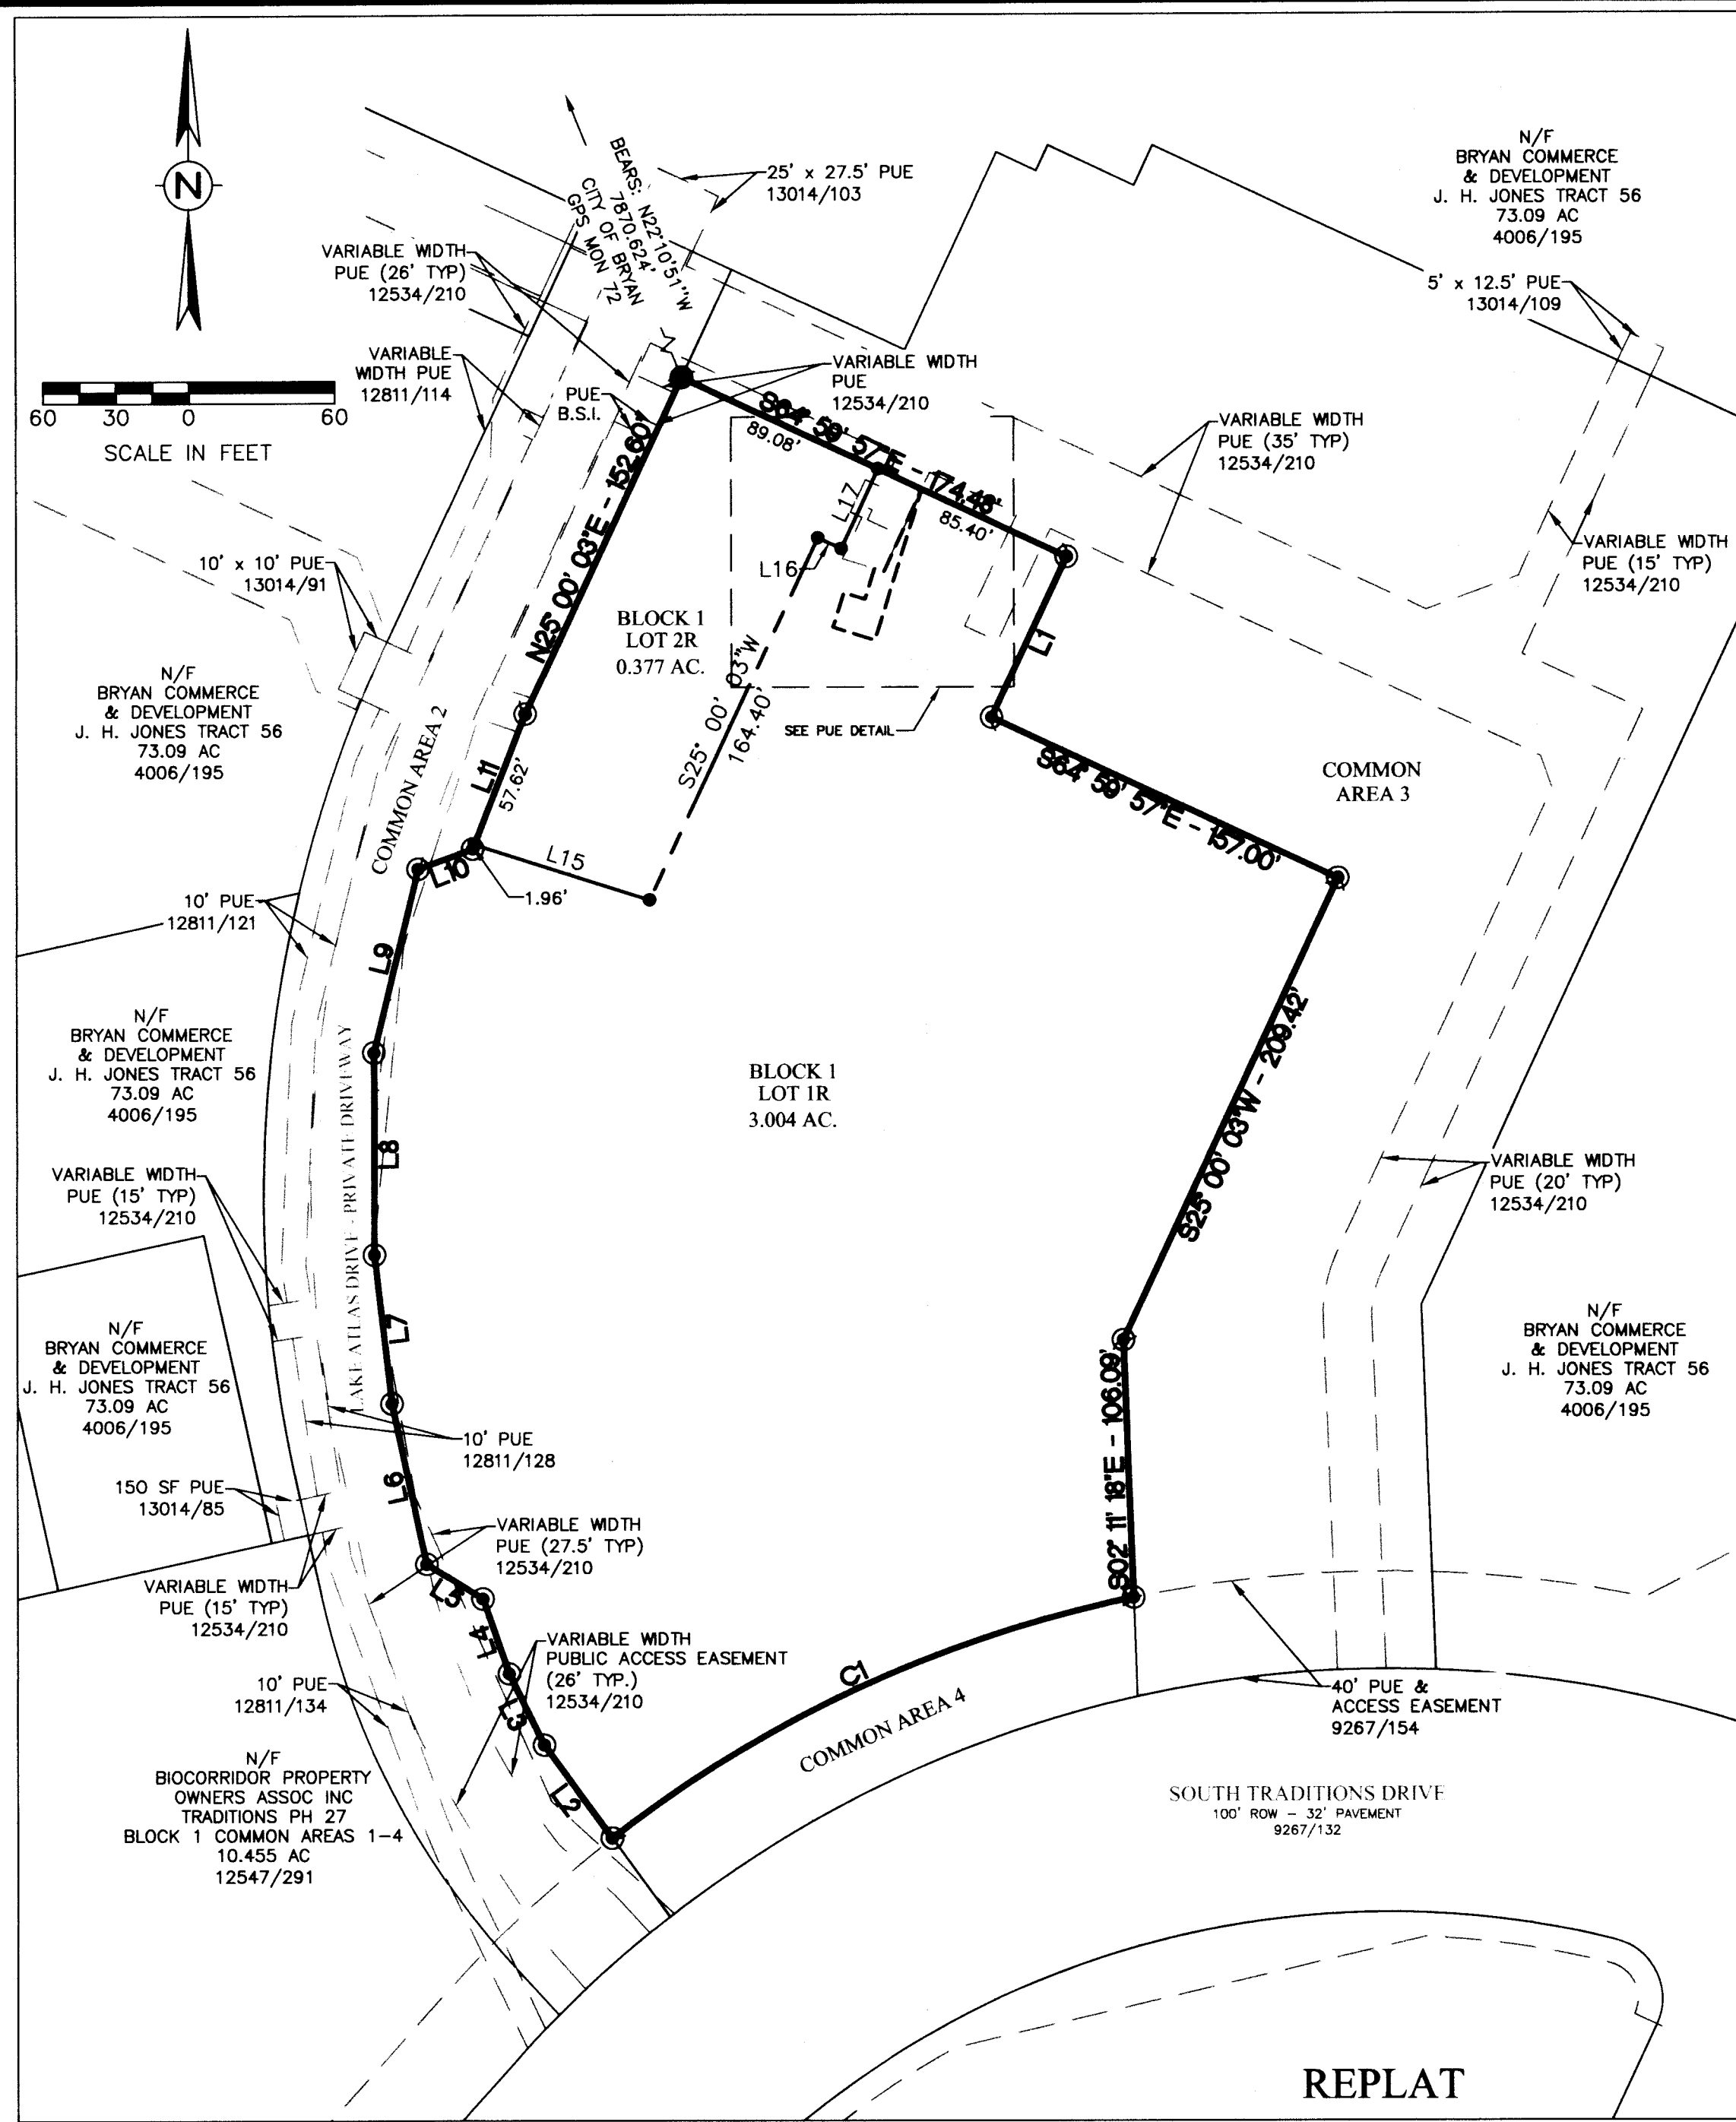 N
60 30 0 60
SCALE IN FEET
BEARS: N22°10'51"W
7870.624'
CITY OF BRYAN
GPS MON 72
25' x 27.5' PUE
13014/103
N/F
BRYAN COMMERCE
& DEVELOPMENT
J. H. JONES TRACT 56
73.09 AC
4006/195
VARIABLE WIDTH
PUE (26' TYP)
12534/210
5' x 12.5' PUE
13014/109
VARIABLE
WIDTH PUE
12811/114
PUE
B.S.I.
VARIABLE WIDTH
PUE
12534/210
S64° 59' 57"E - 174.48'
89.08'
85.40'
VARIABLE WIDTH
PUE (35' TYP)
12534/210
N25° 00' 03"E - 152.60'
L17
L16
VARIABLE WIDTH
PUE (15' TYP)
12534/210
10' x 10' PUE
13014/91
BLOCK 1
LOT 2R
0.377 AC.
L1
S25° 00' 03"W
164.40'
SEE PUE DETAIL
N/F
BRYAN COMMERCE
& DEVELOPMENT
J. H. JONES TRACT 56
73.09 AC
4006/195
COMMON AREA 2
L11
57.62'
S64° 59' 57"E - 157.00'
COMMON
AREA 3
L10
L15
1.96'
10' PUE
12811/121
L9
N/F
BRYAN COMMERCE
& DEVELOPMENT
J. H. JONES TRACT 56
73.09 AC
4006/195
LAKE ATLAS DRIVE - PRIVATE DRIVEWAY
L8
BLOCK 1
LOT 1R
3.004 AC.
S25° 00' 03"W - 209.42'
VARIABLE WIDTH
PUE (15' TYP)
12534/210
VARIABLE WIDTH
PUE (20' TYP)
12534/210
N/F
BRYAN COMMERCE
& DEVELOPMENT
J. H. JONES TRACT 56
73.09 AC
4006/195
L7
N/F
BRYAN COMMERCE
& DEVELOPMENT
J. H. JONES TRACT 56
73.09 AC
4006/195
S02° 11' 18"E - 106.09'
10' PUE
12811/128
L6
150 SF PUE
13014/85
VARIABLE WIDTH
PUE (27.5' TYP)
12534/210
VARIABLE WIDTH
PUE (15' TYP)
12534/210
L4
VARIABLE WIDTH
PUBLIC ACCESS EASEMENT
(26' TYP.)
12534/210
C1
10' PUE
12811/134
L3
COMMON AREA 4
40' PUE &
ACCESS EASEMENT
9267/154
N/F
BIOCORRIDOR PROPERTY
OWNERS ASSOC INC
TRADITIONS PH 27
BLOCK 1 COMMON AREAS 1-4
10.455 AC
12547/291
L2
SOUTH TRADITIONS DRIVE
100' ROW - 32' PAVEMENT
9267/132
REPLAT